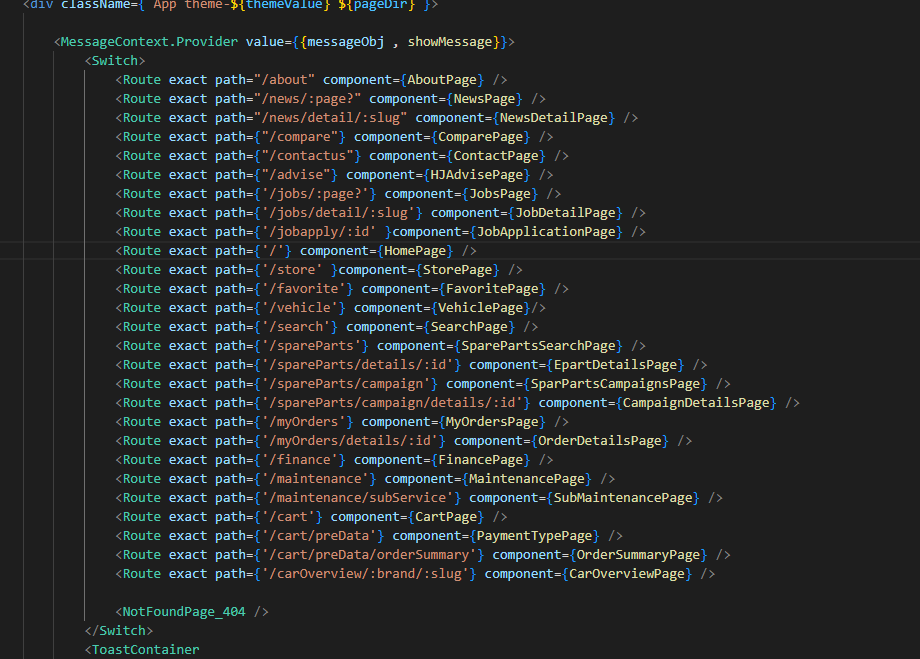 <div className={`App theme-${themeValue} ${pageDir}`}>
<MessageContext.Provider value={{messageObj , showMessage}}>
<Switch>
<Route exact path="/about" component={AboutPage} />
<Route exact path="/news/:page?" component={NewsPage} />
<Route exact path="/news/detail/:slug" component={NewsDetailPage} />
<Route exact path={"/compare"} component={ComparePage} />
<Route exact path={"/contactus"} component={ContactPage} />
<Route exact path={"/advise"} component={HJAdvisePage} />
<Route exact path={'/jobs/:page?'} component={JobsPage} />
<Route exact path={'/jobs/detail/:slug'} component={JobDetailPage} />
<Route exact path={'/jobapply/:id' }component={JobApplicationPage} />
<Route exact path={'/'} component={HomePage} />
<Route exact path={'/store' }component={StorePage} />
<Route exact path={'/favorite'} component={FavoritePage} />
<Route exact path={'/vehicle'} component={VehiclePage}/>
<Route exact path={'/search'} component={SearchPage} />
<Route exact path={'/spareParts'} component={SparePartsSearchPage} />
<Route exact path={'/spareParts/details/:id'} component={EpartDetailsPage} />
<Route exact path={'/spareParts/campaign'} component={SparPartsCampaignsPage} />
<Route exact path={'/spareParts/campaign/details/:id'} component={CampaignDetailsPage} />
<Route exact path={'/myOrders'} component={MyOrdersPage} />
<Route exact path={'/myOrders/details/:id'} component={OrderDetailsPage} />
<Route exact path={'/finance'} component={FinancePage} />
<Route exact path={'/maintenance'} component={MaintenancePage} />
<Route exact path={'/maintenance/subService'} component={SubMaintenancePage} />
<Route exact path={'/cart'} component={CartPage} />
<Route exact path={'/cart/preData'} component={PaymentTypePage} />
<Route exact path={'/cart/preData/orderSummary'} component={OrderSummaryPage} />
<Route exact path={'/carOverview/:brand/:slug'} component={CarOverviewPage} />
<NotFoundPage_404 />
</Switch>
<ToastContainer